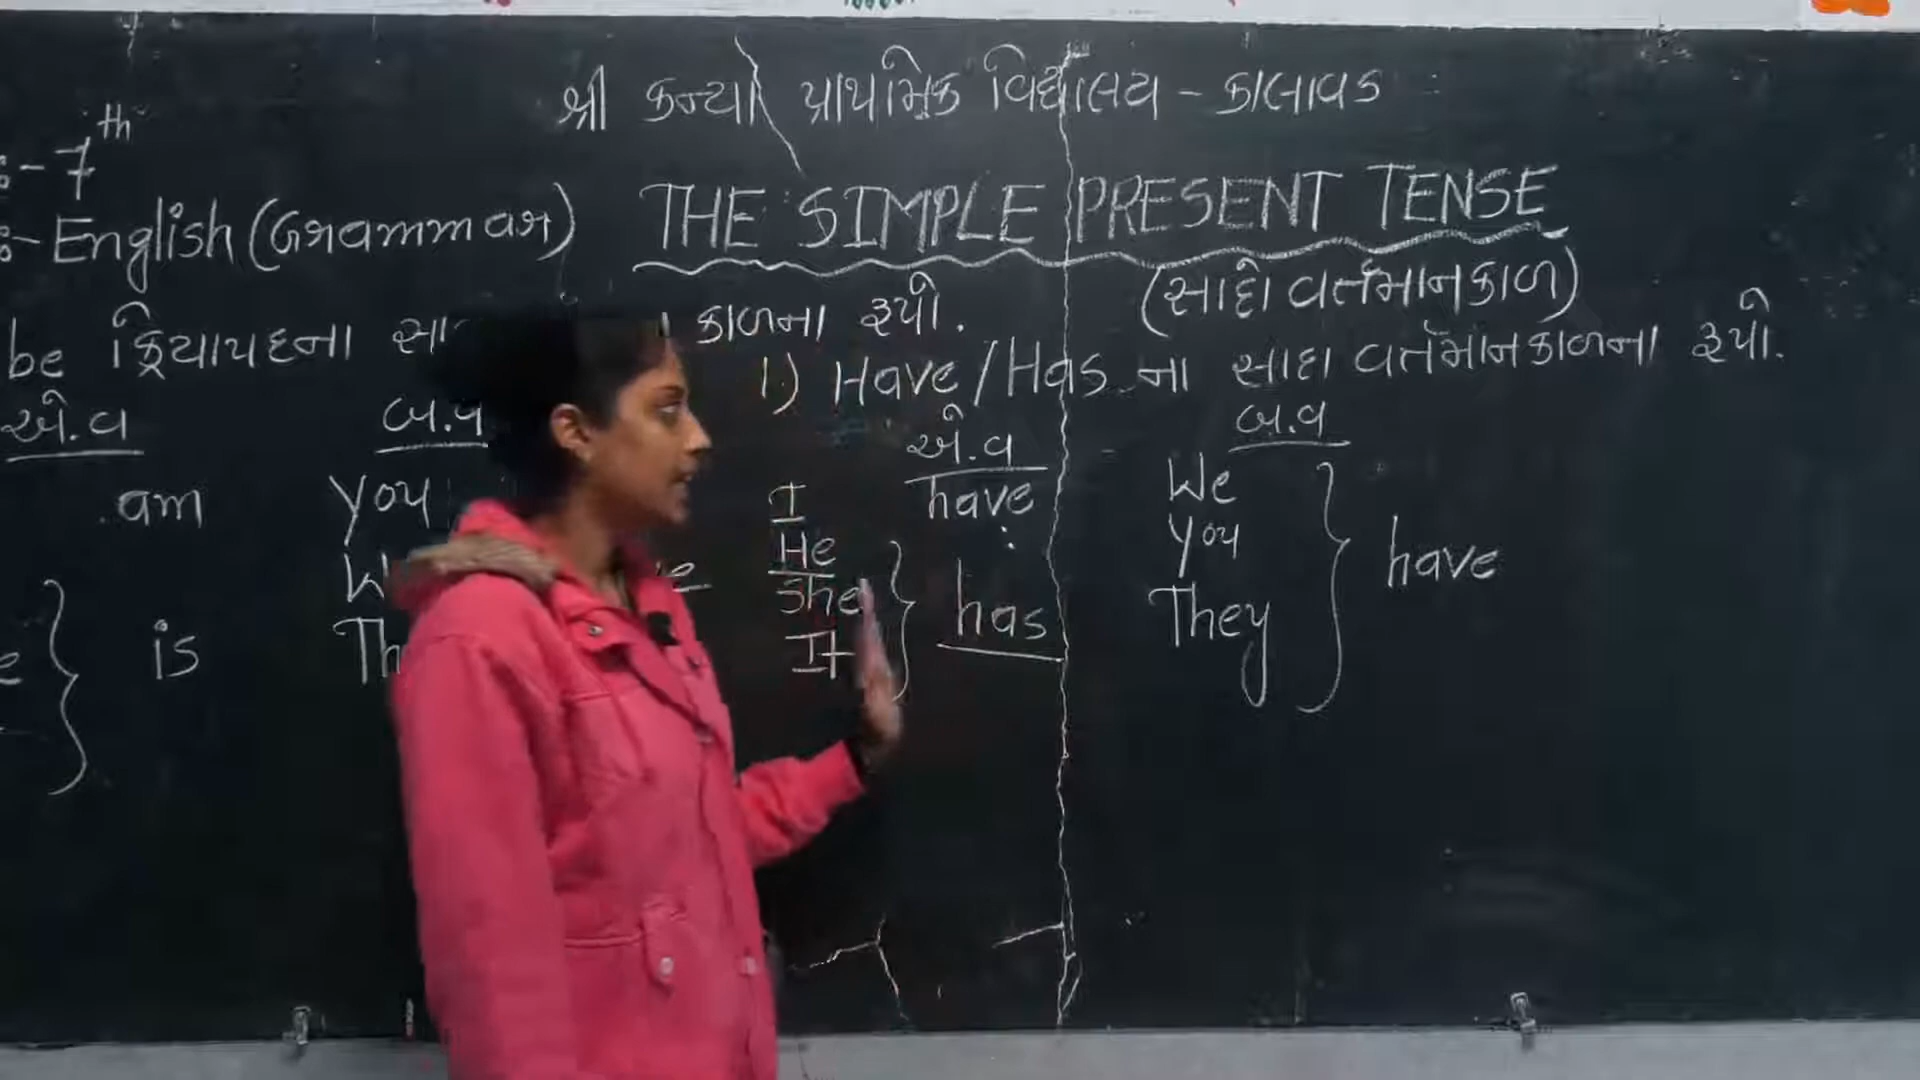 શ્રી કન્યા પ્રાથમિક વિદ્યાલય - કાલાવડ
:- 7th
:- English (Grammar)
THE SIMPLE PRESENT TENSE
(સાદો વર્તમાનકાળ)
be ક્રિયાપદના સા કાળના રૂપો.
1.) Have/Has ના સાદા વર્તમાનકાળના રૂપો.
એ.વ
બ.વ
am
is
you
એ.વ
I have
He
She
It
has
બ.વ
We
You
They
have